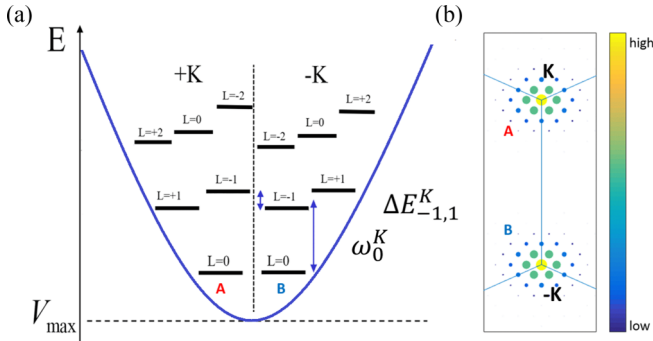 (a)
E
+K
-K
L=-2
L=+2
L=0
L=+2
L=0
L=-2
L=+1
L=-1
L=-1
L=+1
ΔE^K_{-1,1}
ω^K_0
L=0
L=0
A
B
V_max
(b)
K
A
B
-K
high
low